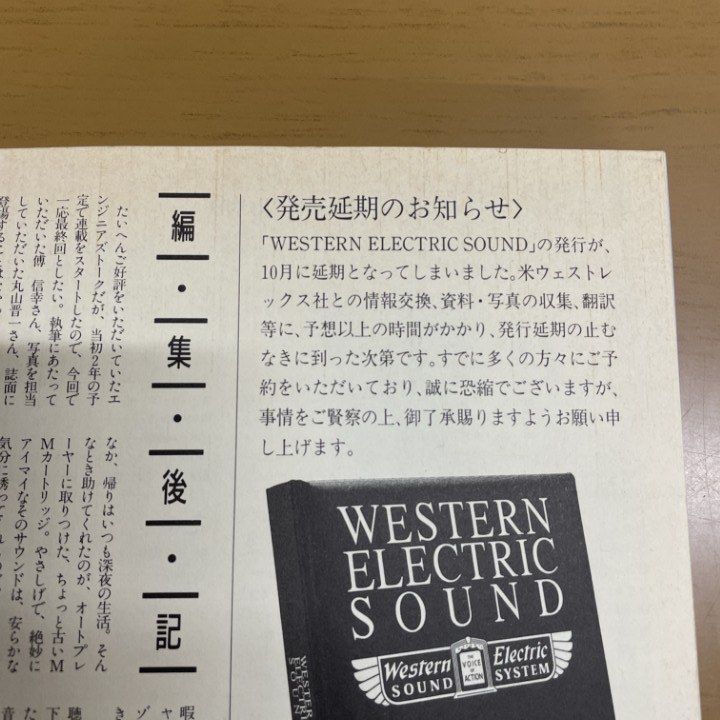 〈発売延期のお知らせ〉
「WESTERN ELECTRIC SOUND」の発行が、
10月に延期となってしまいました。米ウェストレ
ックス社との情報交換、資料・写真の収集、翻訳
等に、予想以上の時間がかかり、発行延期の止む
なきに到った次第です。すでに多くの方々にご予
約をいただいており、誠に恐縮でございますが、
事情をご賢察の上、御了承賜りますようお願い申
し上げます。
WESTERN
ELECTRIC
SOUND
Western Electric
SOUND SYSTEM
THE
VOICE
OF
ACTION
編・集・後・記
たいへんご好評をいただいていたエ
ンジニアズトークだが、当初2年の予
定で連載をスタートしたので、今回で
一応最終回としたい。執筆にあたって
いただいた傅 信幸さん、写真を担当
していただいた丸山晋一さん、誌面に
なか、帰りはいつも深夜の生活。そん
なとき助けてくれたのが、オートプレ
ーヤーに取りつけた、ちょっと古いM
Mカートリッジ。やさしげで、絶妙に
アイマイなそのサウンドは、安らかな